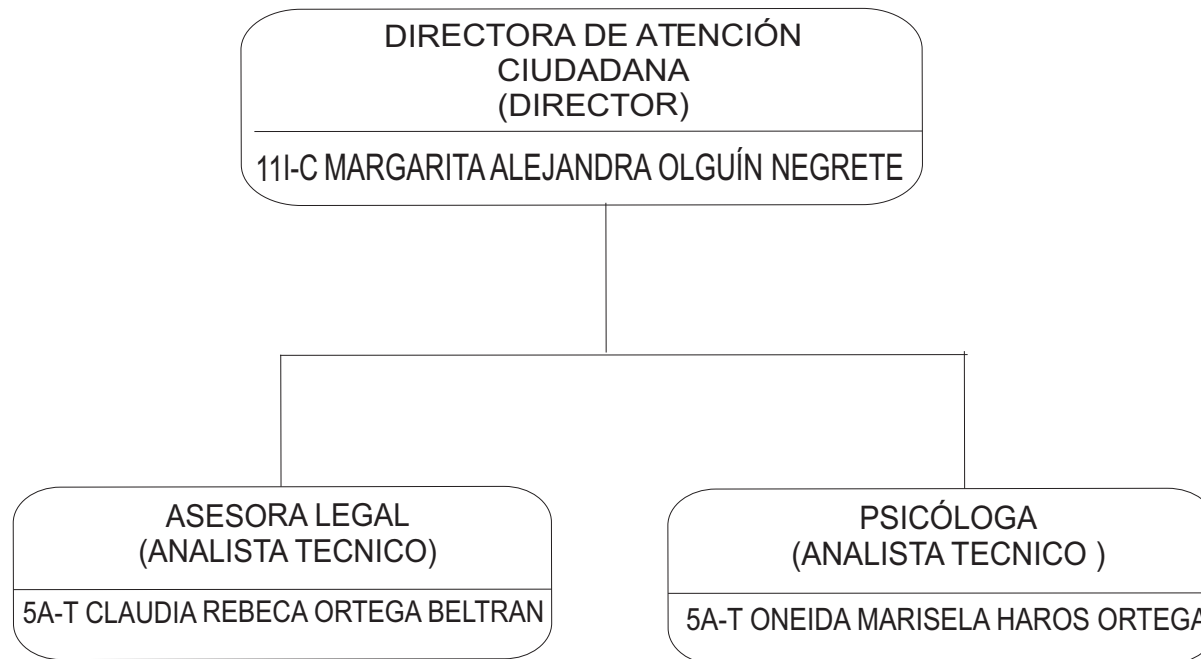 DIRECTORA DE ATENCIÓN
CIUDADANA
(DIRECTOR)
11I-C MARGARITA ALEJANDRA OLGUÍN NEGRETE
ASESORA LEGAL
(ANALISTA TECNICO)
5A-T CLAUDIA REBECA ORTEGA BELTRAN
PSICÓLOGA
(ANALISTA TECNICO )
5A-T ONEIDA MARISELA HAROS ORTEGA